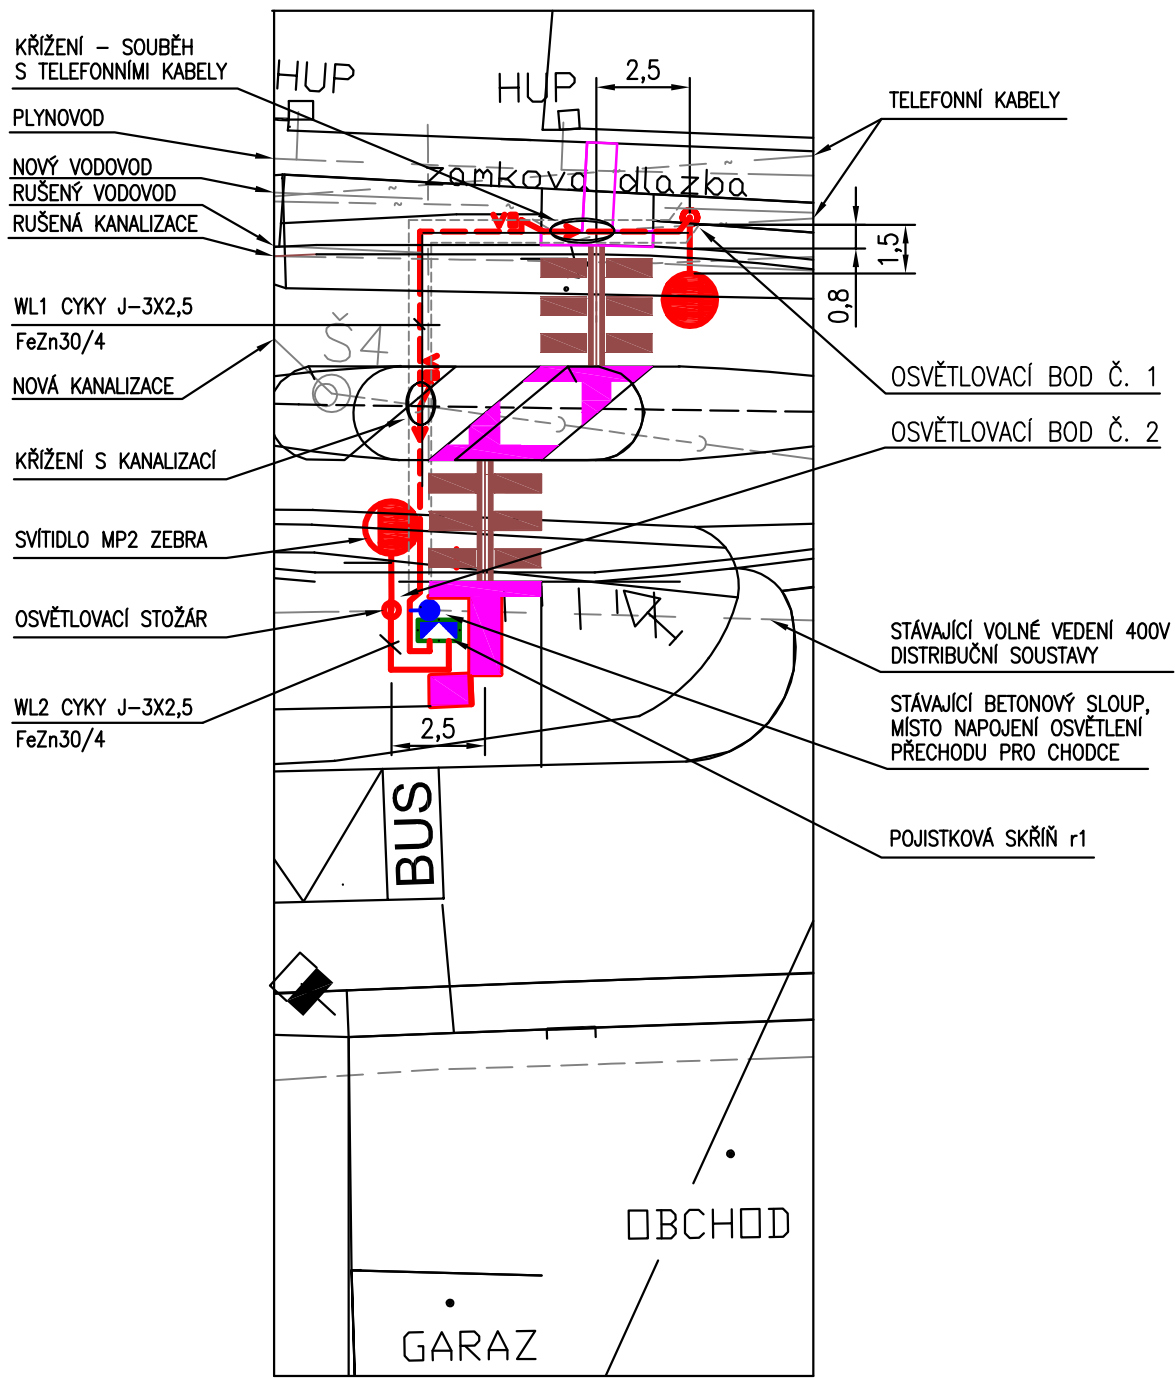 KŘÍŽENÍ – SOUBĚH
S TELEFONNÍMI KABELY
HUP
HUP
2,5
TELEFONNÍ KABELY
PLYNOVOD
NOVÝ VODOVOD
RUŠENÝ VODOVOD
RUŠENÁ KANALIZACE
zamkova dlazba
1,5
0,8
WL1 CYKY J–3X2,5
FeZn30/4
Š4
NOVÁ KANALIZACE
OSVĚTLOVACÍ BOD Č. 1
OSVĚTLOVACÍ BOD Č. 2
KŘÍŽENÍ S KANALIZACÍ
SVÍTIDLO MP2 ZEBRA
OSVĚTLOVACÍ STOŽÁR
STÁVAJÍCÍ VOLNÉ VEDENÍ 400V
DISTRIBUČNÍ SOUSTAVY
WL2 CYKY J–3X2,5
FeZn30/4
2,5
STÁVAJÍCÍ BETONOVÝ SLOUP,
MÍSTO NAPOJENÍ OSVĚTLENÍ
PŘECHODU PRO CHODCE
BUS
POJISTKOVÁ SKŘÍŇ r1
OBCHOD
GARAZ